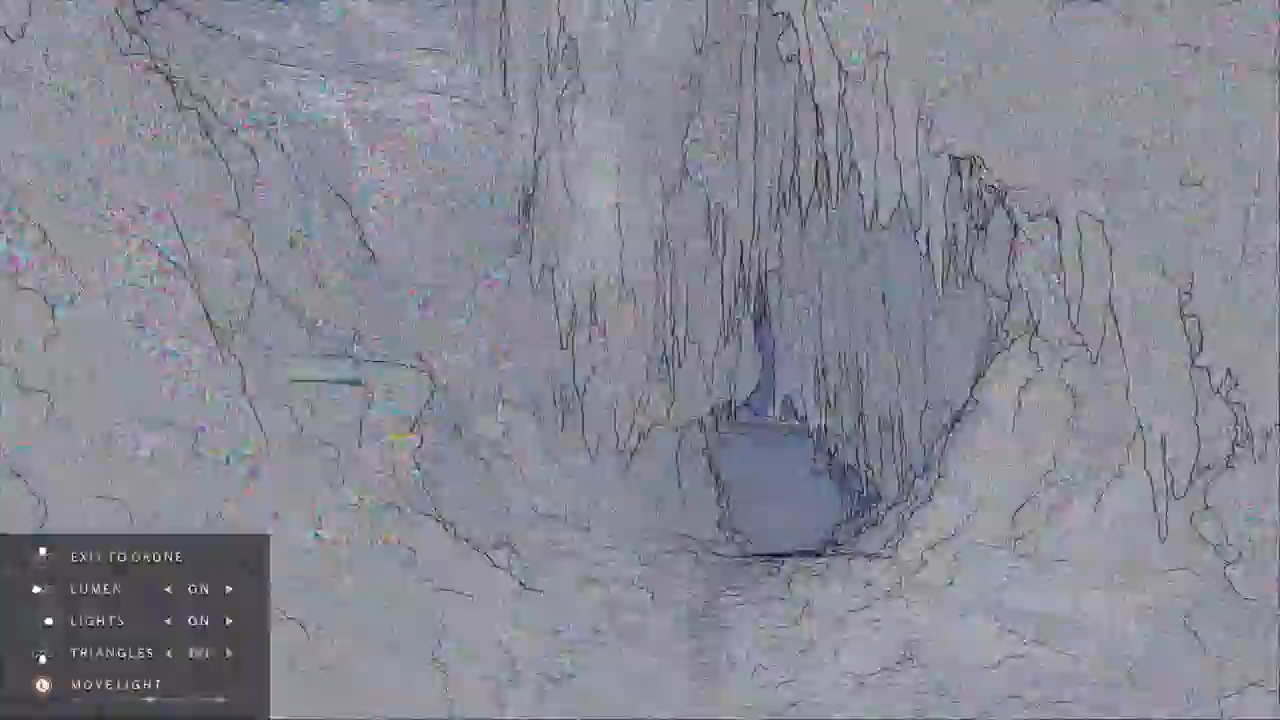 EXIT TO DRONE
LUMEN ON
LIGHTS ON
TRIANGLES
MOVE LIGHT